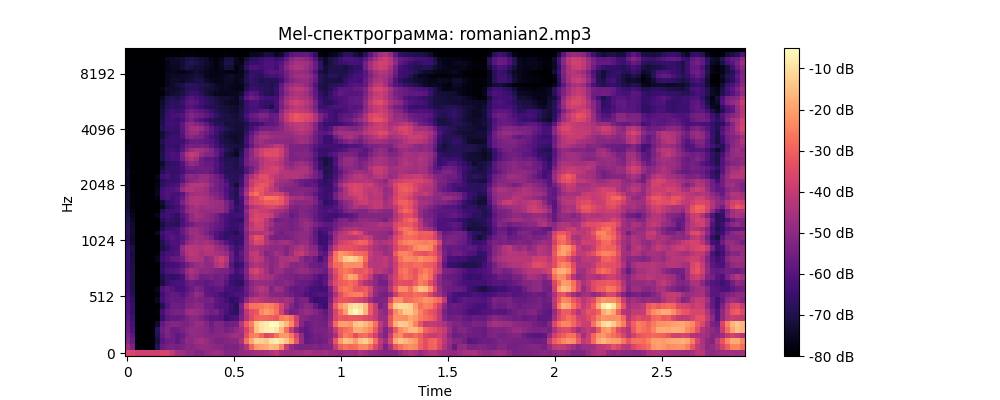 Mel-спектрограмма: romanian2.mp3
8192
4096
2048
1024
512
0
Hz
0 0.5 1 1.5 2 2.5
Time
-10 dB
-20 dB
-30 dB
-40 dB
-50 dB
-60 dB
-70 dB
-80 dB